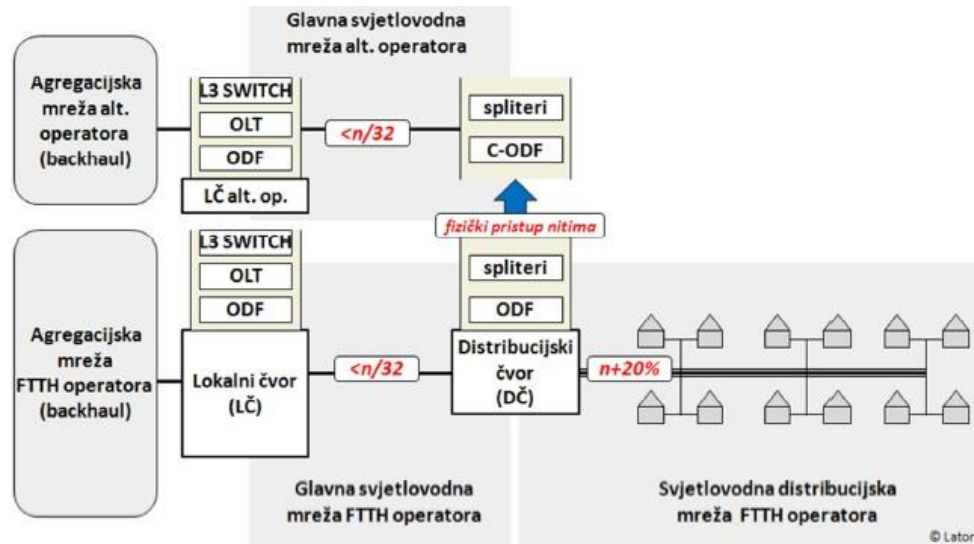 Glavna svjetlovodna
mreža alt. operatora
Agregacijska
mreža alt.
operatora
(backhaul)
L3 SWITCH
OLT
ODF
LČ alt. op.
<n/32
spliteri
C-ODF
fizički pristup nitima
L3 SWITCH
OLT
ODF
spliteri
ODF
Agregacijska
mreža
FTTH operatora
(backhaul)
Lokalni čvor
(LČ)
<n/32
Distribucijski
čvor
(DČ)
n+20%
Glavna svjetlovodna
mreža FTTH operatora
Svjetlovodna distribucijska
mreža FTTH operatora
© Lator